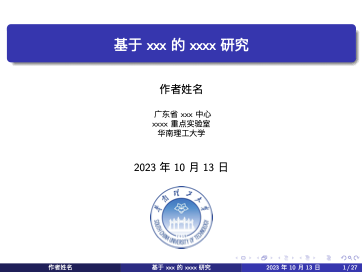 基于 xxx 的 xxxx 研究
作者姓名
广东省 xxx 中心
xxxx 重点实验室
华南理工大学
2023 年 10 月 13 日
华南理工大学
SOUTH CHINA UNIVERSITY OF TECHNOLOGY
作者姓名 基于 xxx 的 xxxx 研究 2023 年 10 月 13 日 1 / 27